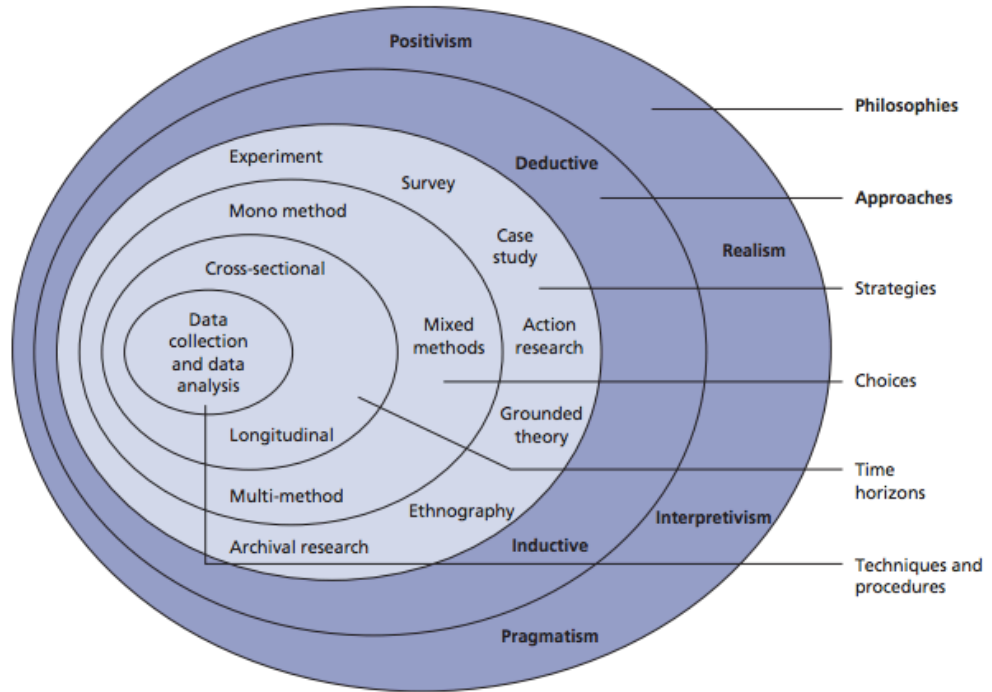 Positivism
Philosophies
Experiment
Deductive
Survey
Approaches
Mono method
Case
study
Realism
Cross-sectional
Strategies
Data
collection
and data
analysis
Mixed
methods
Action
research
Choices
Grounded
theory
Longitudinal
Time
horizons
Multi-method
Ethnography
Interpretivism
Archival research
Inductive
Techniques and
procedures
Pragmatism